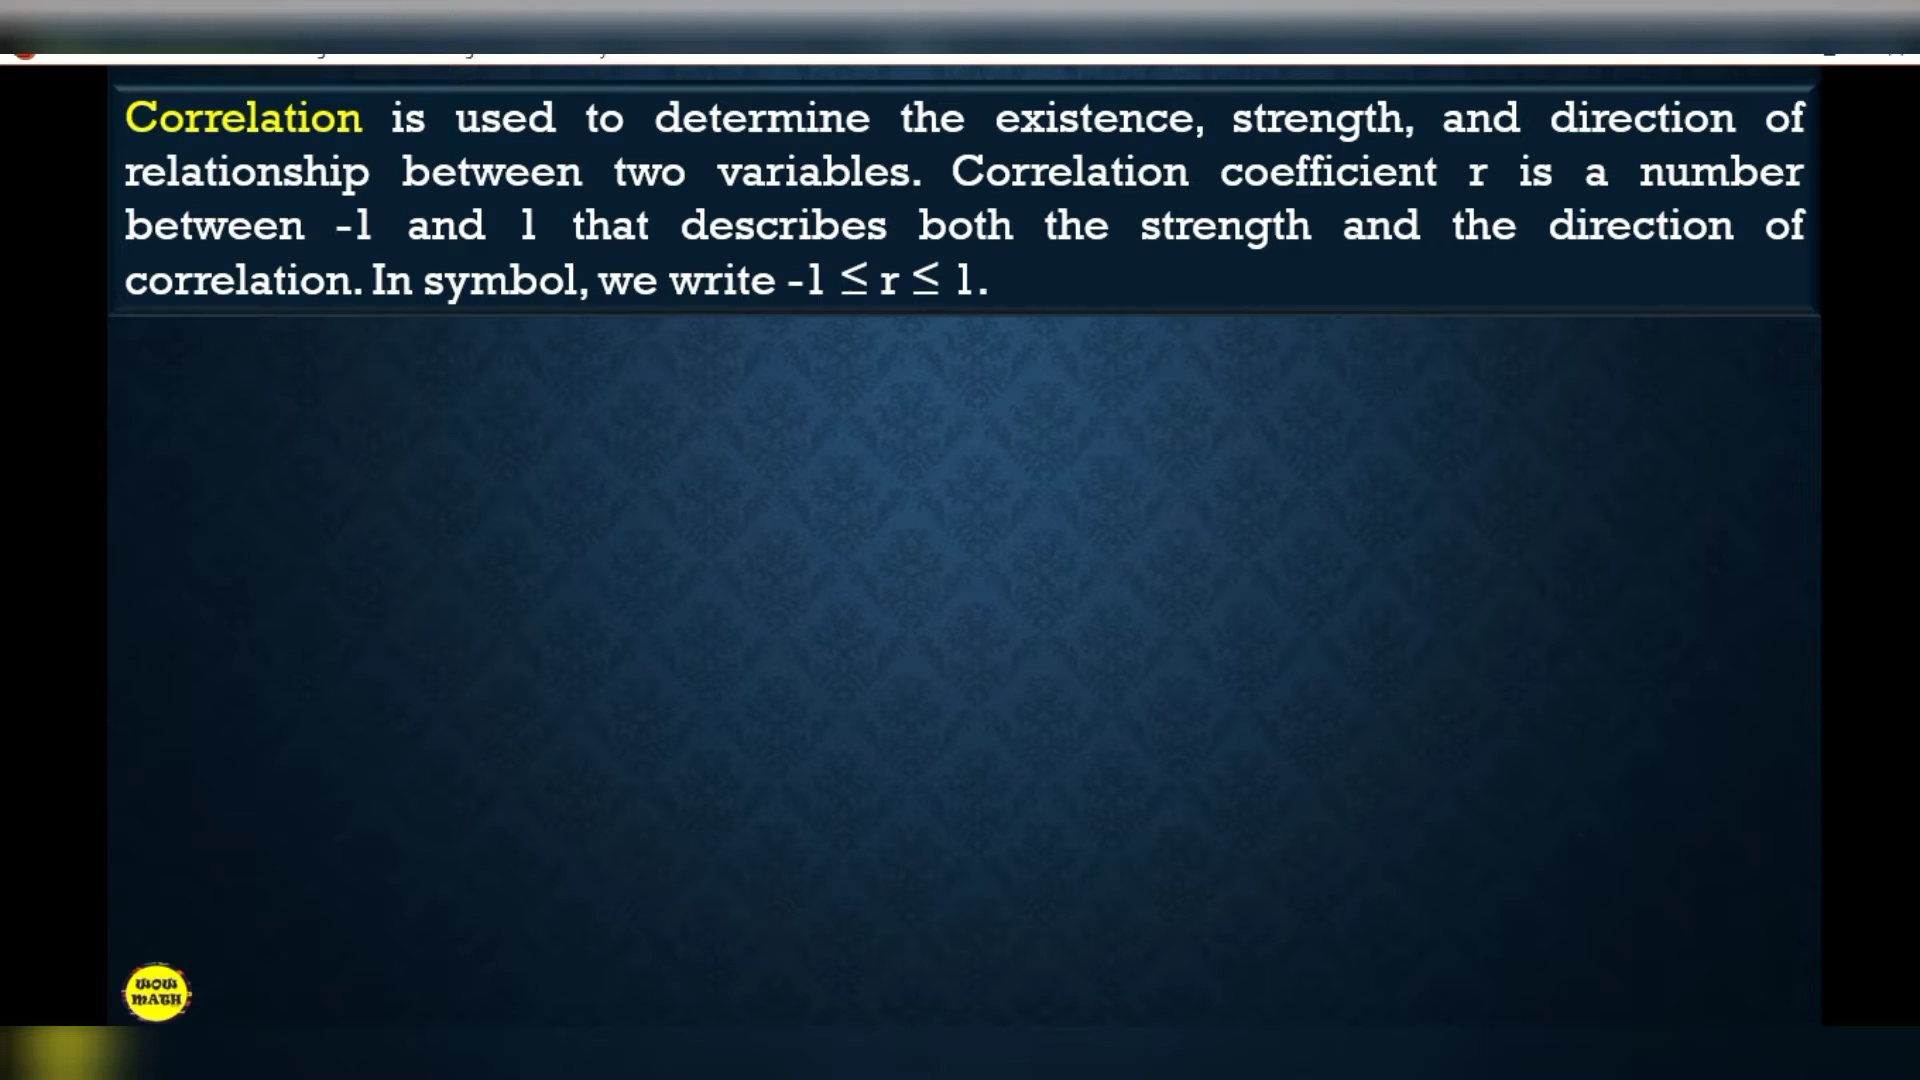 Correlation is used to determine the existence, strength, and direction of
relationship between two variables. Correlation coefficient r is a number
between -1 and 1 that describes both the strength and the direction of
correlation. In symbol, we write -1 ≤ r ≤ 1.
WOW
MATH